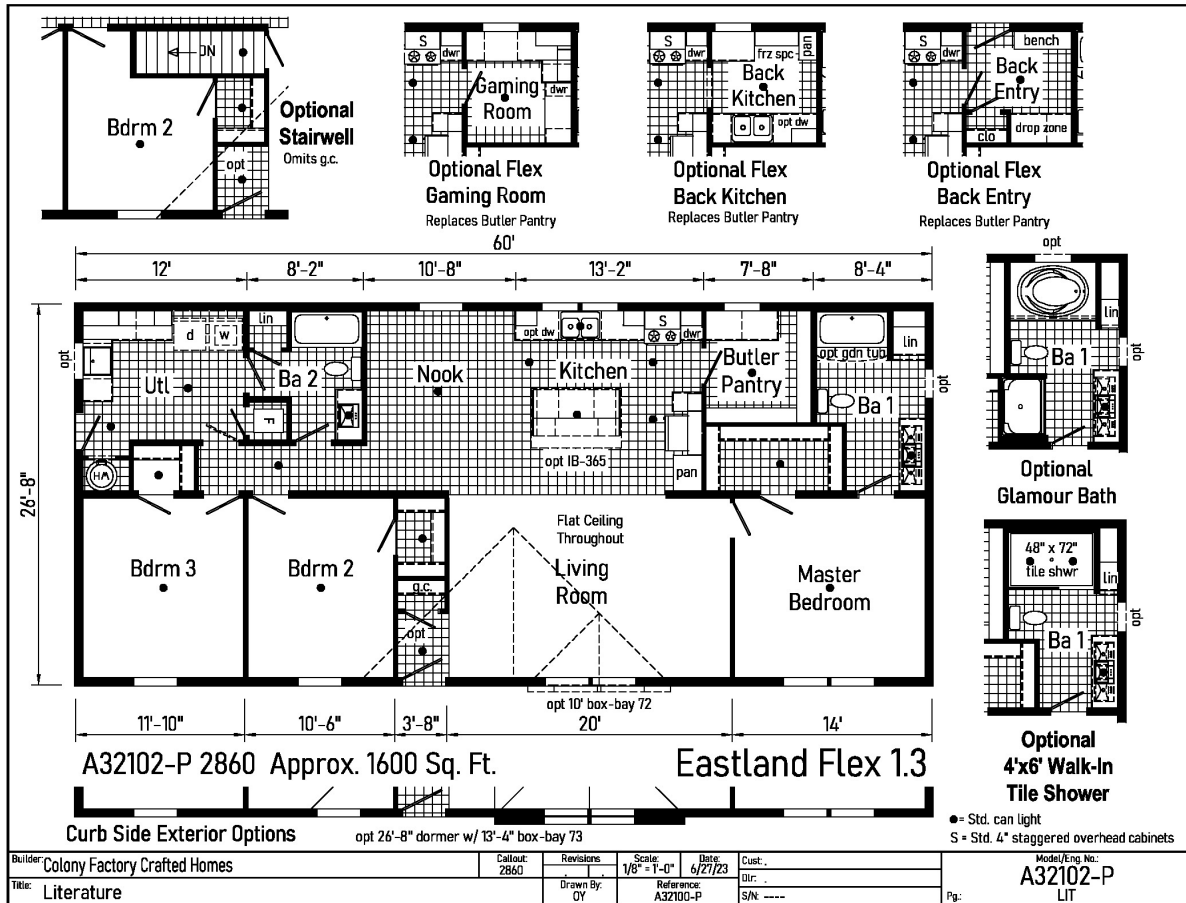 DN
Bdrm 2
opt
Optional
Stairwell
Omits g.c.
S
dwr
Gaming
Room
dwr
Optional Flex
Gaming Room
Replaces Butler Pantry
S
dwr
frz spc
pan
Back
Kitchen
opt dw
Optional Flex
Back Kitchen
Replaces Butler Pantry
S
dwr
bench
Back
Entry
clo
drop zone
Optional Flex
Back Entry
Replaces Butler Pantry
60'
12'
8'-2"
10'-8"
13'-2"
7'-8"
8'-4"
26'-8"
opt
d
w
lin
Utl
Ba 2
F
HW
Nook
opt dw
S
dwr
Kitchen
opt IB-365
pan
Butler
Pantry
opt gdn tub
lin
Ba 1
opt
Bdrm 3
Bdrm 2
g.c.
opt
Flat Ceiling
Throughout
Living
Room
Master
Bedroom
opt 10' box-bay 72
11'-10"
10'-6"
3'-8"
20'
14'
A32102-P 2860 Approx. 1600 Sq. Ft.
Eastland Flex 1.3
Curb Side Exterior Options
opt 26'-8" dormer w/ 13'-4" box-bay 73
opt
lin
Ba 1
opt
Optional
Glamour Bath
48" x 72"
tile shwr
lin
Ba 1
opt
Optional
4'x6' Walk-In
Tile Shower
●= Std. can light
S = Std. 4" staggered overhead cabinets
Builder: Colony Factory Crafted Homes
Title: Literature
Callout:
2860
Revisions
Scale:
1/8" = 1'-0"
Date:
6/27/23
Drawn By:
OY
Reference:
A32100-P
Cust: .
Dlr: .
S/N: ----
Model/Eng. No.:
A32102-P
Pg.: LIT